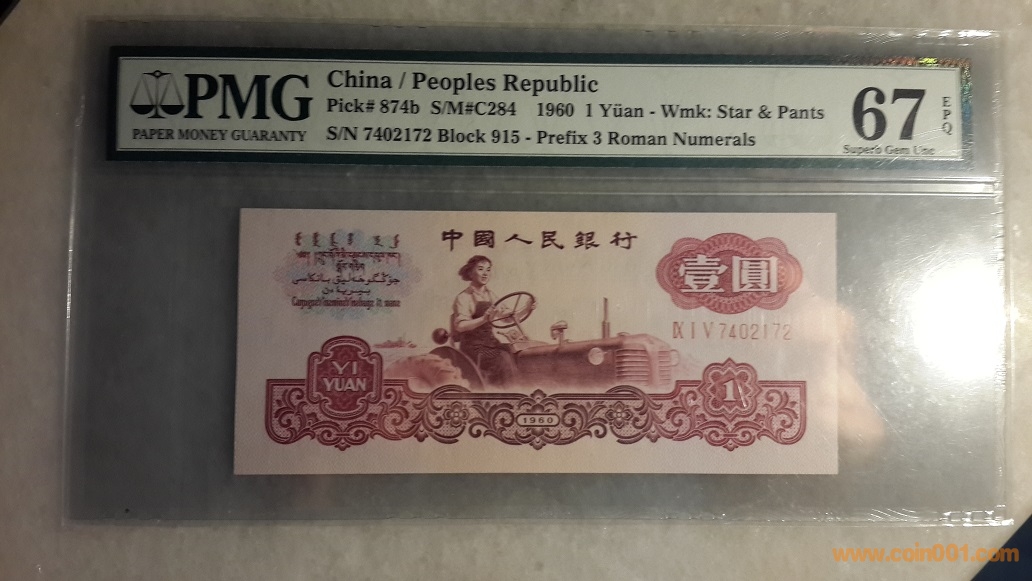 PMG
PAPER MONEY GUARANTY
China / Peoples Republic
Pick# 874b S/M#C284 1960 1 Yüan - Wmk: Star & Pants
S/N 7402172 Block 915 - Prefix 3 Roman Numerals
67
EPQ
Superb Gem Unc
中國人民銀行
壹圓
IX I V 7402172
YI
YUAN
1
1960
www.coin001.com